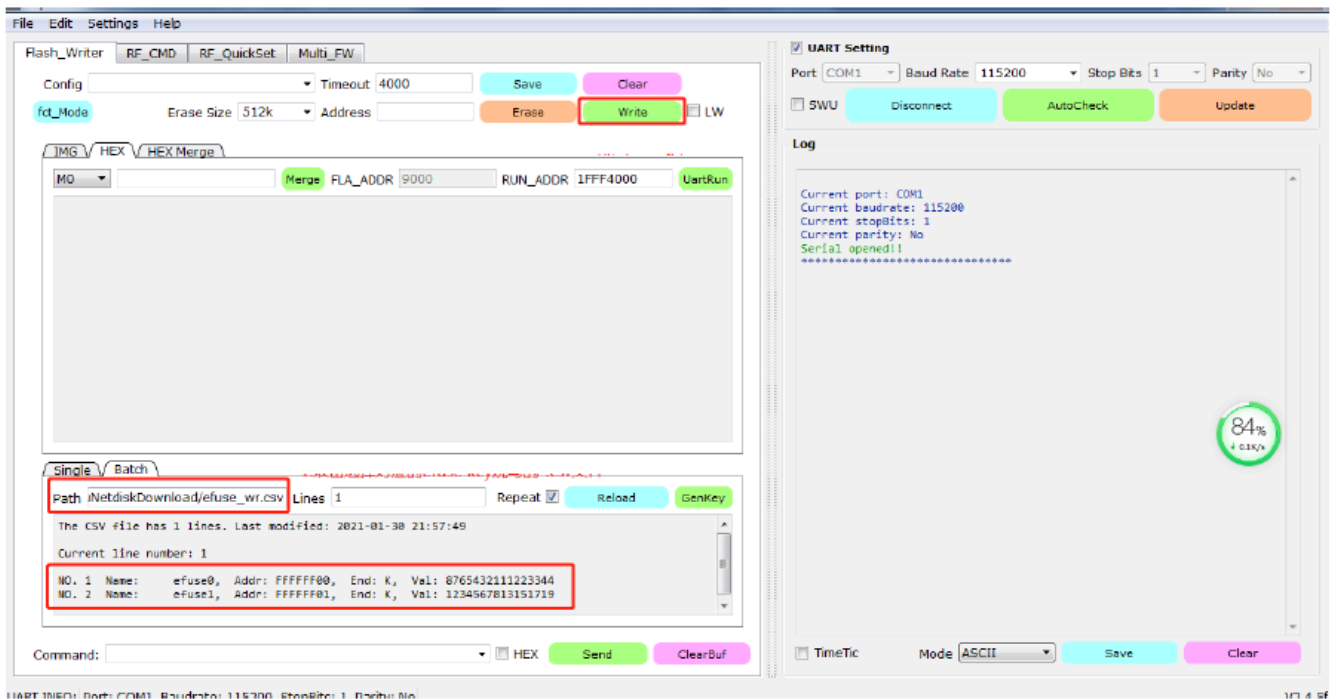 File Edit Settings Help
Flash_Writer RF_CMD RF_QuickSet Multi_FW
Config Timeout 4000 Save Clear
fct_Mode Erase Size 512k Address Erase Write LW
IMG HEX HEX Merge
M0 Merge FLA_ADDR 9000 RUN_ADDR 1FFF4000 UartRun
Single Batch
Path NetdiskDownload/efuse_wr.csv Lines 1 Repeat Reload GenKey
The CSV file has 1 lines. Last modified: 2021-01-30 21:57:49
Current line number: 1
NO. 1 Name: efuse0, Addr: FFFFFF00, End: K, Val: 8765432111223344
NO. 2 Name: efuse1, Addr: FFFFFF01, End: K, Val: 1234567813151719
Command: HEX Send ClearBuf
UART INFO: Port: COM1 Baudrate: 115200 StopBits: 1 Parity: No
UART Setting
Port COM1 Baud Rate 115200 Stop Bits 1 Parity No
SWU Disconnect AutoCheck Update
Log
Current port: COM1
Current baudrate: 115200
Current stopBits: 1
Current parity: No
Serial opened!!
*******************************
84%
0.1K/s
TimeTic Mode ASCII Save Clear